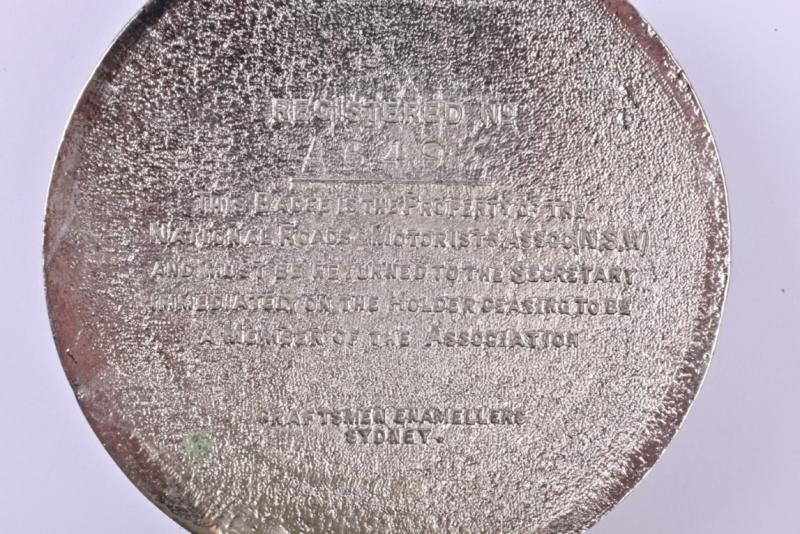 REGISTERED No
THIS BADGE IS THE PROPERTY OF THE
NATIONAL ROADS & MOTORISTS ASSOC (N.S.W)
AND MUST BE RETURNED TO THE SECRETARY
IMMEDIATELY ON THE HOLDER CEASING TO BE
A MEMBER OF THE ASSOCIATION
CRAFTSMEN ENAMELLERS
SYDNEY.